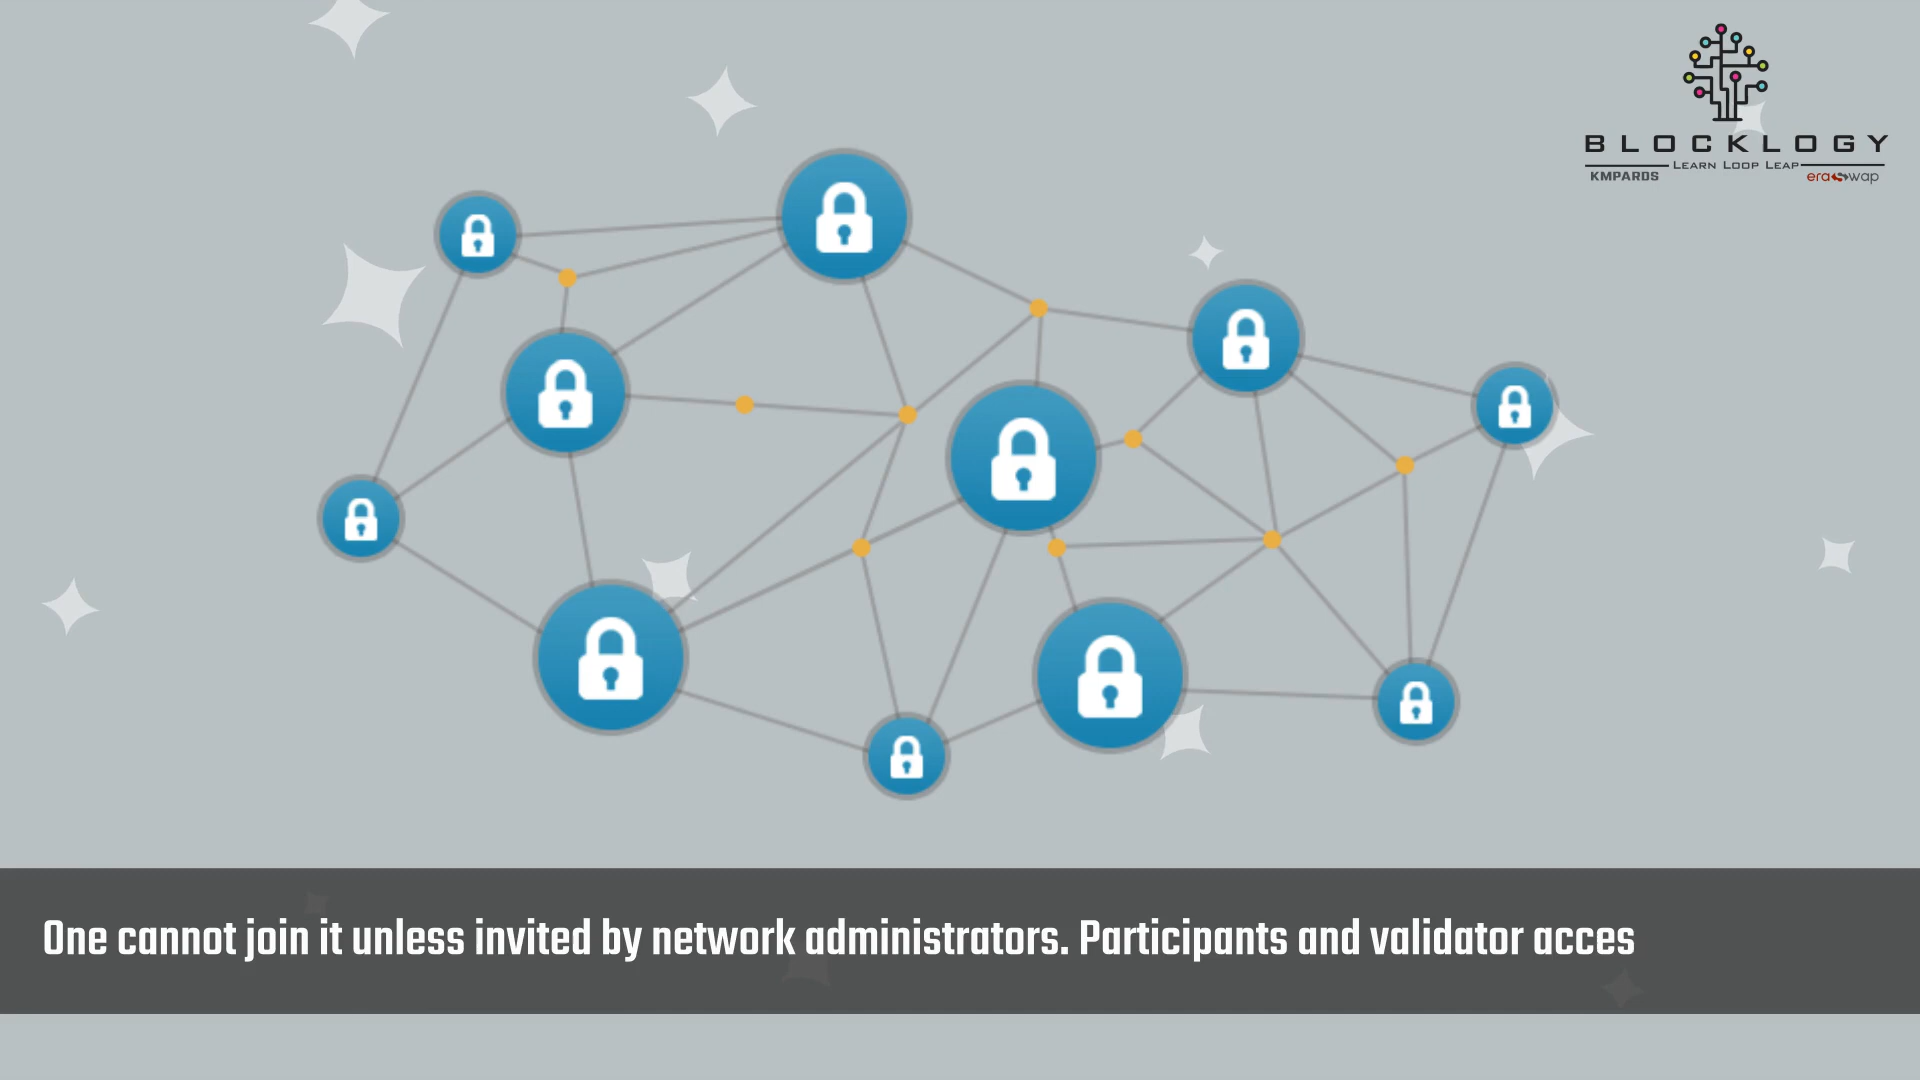 BLOCKLOGY
LEARN LOOP LEAP
KMPARDS
eraswap
One cannot join it unless invited by network administrators. Participants and validator acces